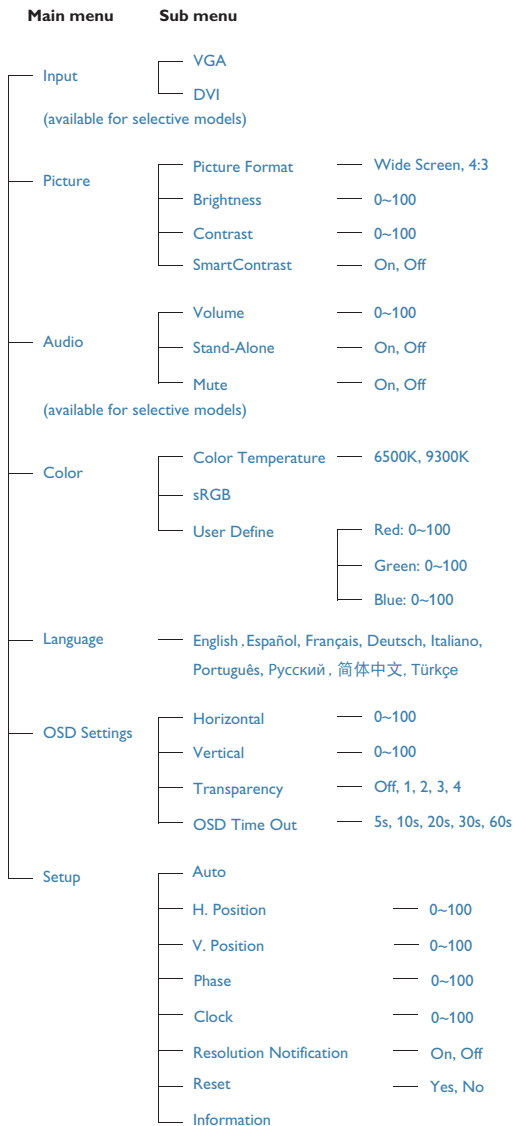 Main menu Sub menu
VGA
Input
DVI
(available for selective models)
Picture Format Wide Screen, 4:3
Picture
Brightness 0~100
Contrast 0~100
SmartContrast On, Off
Volume 0~100
Audio
Stand-Alone On, Off
Mute On, Off
(available for selective models)
Color Temperature 6500K, 9300K
Color
sRGB
User Define Red: 0~100
Green: 0~100
Blue: 0~100
Language English, Español, Français, Deutsch, Italiano,
Português, Русский, 简体中文, Türkçe
Horizontal 0~100
OSD Settings
Vertical 0~100
Transparency Off, 1, 2, 3, 4
OSD Time Out 5s, 10s, 20s, 30s, 60s
Auto
Setup
H. Position 0~100
V. Position 0~100
Phase 0~100
Clock 0~100
Resolution Notification On, Off
Reset Yes, No
Information